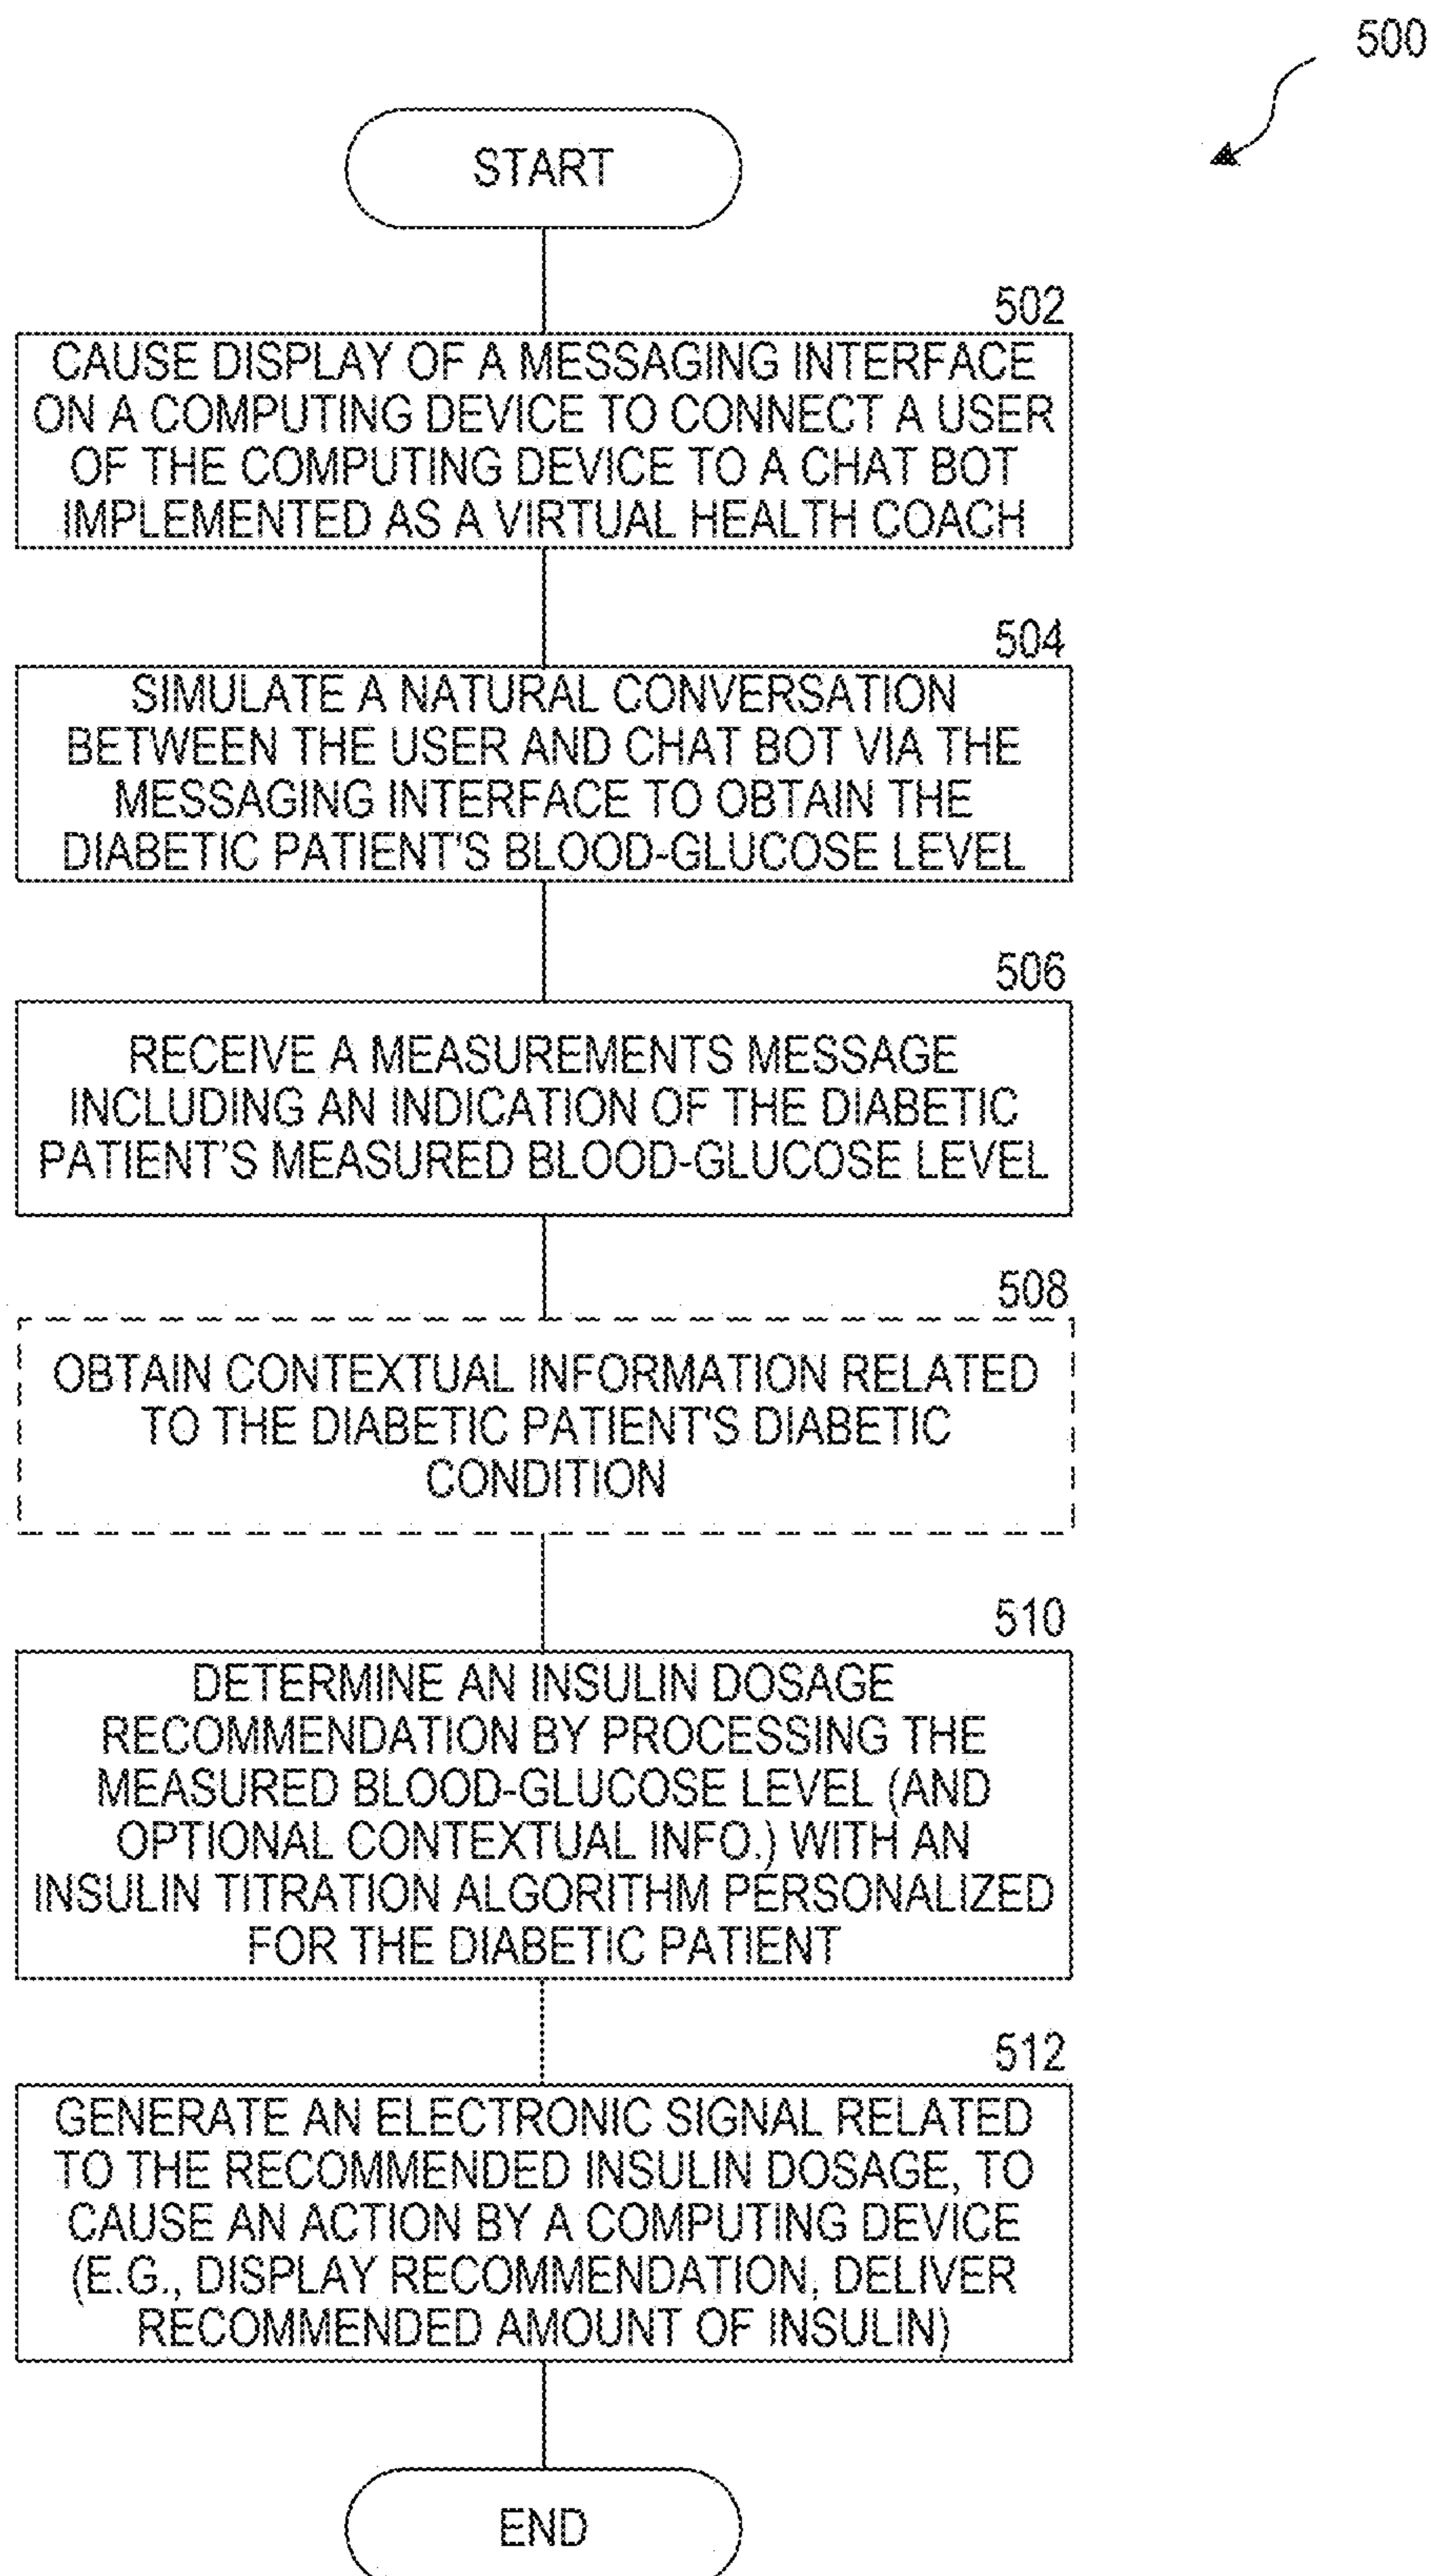 500
START
502
CAUSE DISPLAY OF A MESSAGING INTERFACE
ON A COMPUTING DEVICE TO CONNECT A USER
OF THE COMPUTING DEVICE TO A CHAT BOT
IMPLEMENTED AS A VIRTUAL HEALTH COACH
504
SIMULATE A NATURAL CONVERSATION
BETWEEN THE USER AND CHAT BOT VIA THE
MESSAGING INTERFACE TO OBTAIN THE
DIABETIC PATIENT'S BLOOD-GLUCOSE LEVEL
506
RECEIVE A MEASUREMENTS MESSAGE
INCLUDING AN INDICATION OF THE DIABETIC
PATIENT'S MEASURED BLOOD-GLUCOSE LEVEL
508
OBTAIN CONTEXTUAL INFORMATION RELATED
TO THE DIABETIC PATIENT'S DIABETIC
CONDITION
510
DETERMINE AN INSULIN DOSAGE
RECOMMENDATION BY PROCESSING THE
MEASURED BLOOD-GLUCOSE LEVEL (AND
OPTIONAL CONTEXTUAL INFO.) WITH AN
INSULIN TITRATION ALGORITHM PERSONALIZED
FOR THE DIABETIC PATIENT
512
GENERATE AN ELECTRONIC SIGNAL RELATED
TO THE RECOMMENDED INSULIN DOSAGE, TO
CAUSE AN ACTION BY A COMPUTING DEVICE
(E.G., DISPLAY RECOMMENDATION, DELIVER
RECOMMENDED AMOUNT OF INSULIN)
END